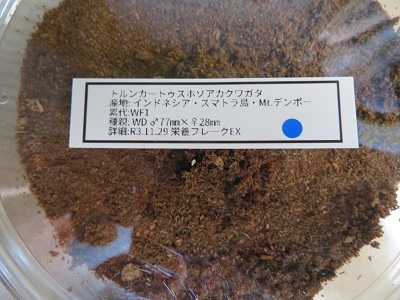 トルンカートゥスホソアカクワガタ
産地: インドネシア・スマトラ島・Mt.デンポー
累代:WF1
種親: WD ♂77㎜×♀28㎜
詳細:R3.11.29 栄養フレークEX